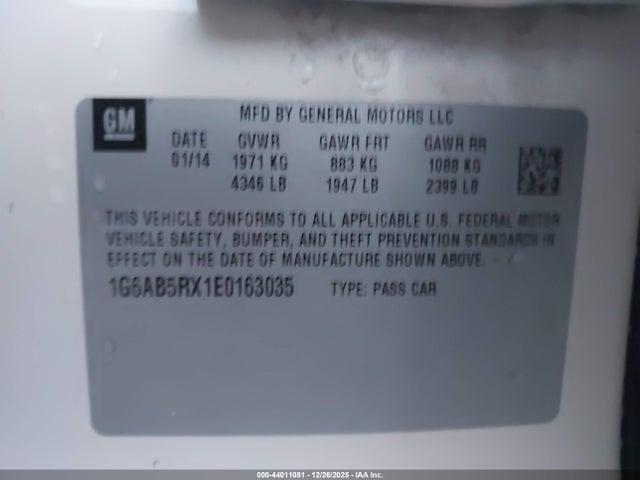 GM
MFD BY GENERAL MOTORS LLC
DATE GVWR GAWR FRT GAWR RR
01/14 1971 KG 883 KG 1088 KG
4346 LB 1947 LB 2399 LB
THIS VEHICLE CONFORMS TO ALL APPLICABLE U.S. FEDERAL MOTOR
VEHICLE SAFETY, BUMPER, AND THEFT PREVENTION STANDARDS IN
EFFECT ON THE DATE OF MANUFACTURE SHOWN ABOVE.
1G6AB5RX1E0163035 TYPE: PASS CAR
000-44011081 - 12/26/2025 - IAA Inc.